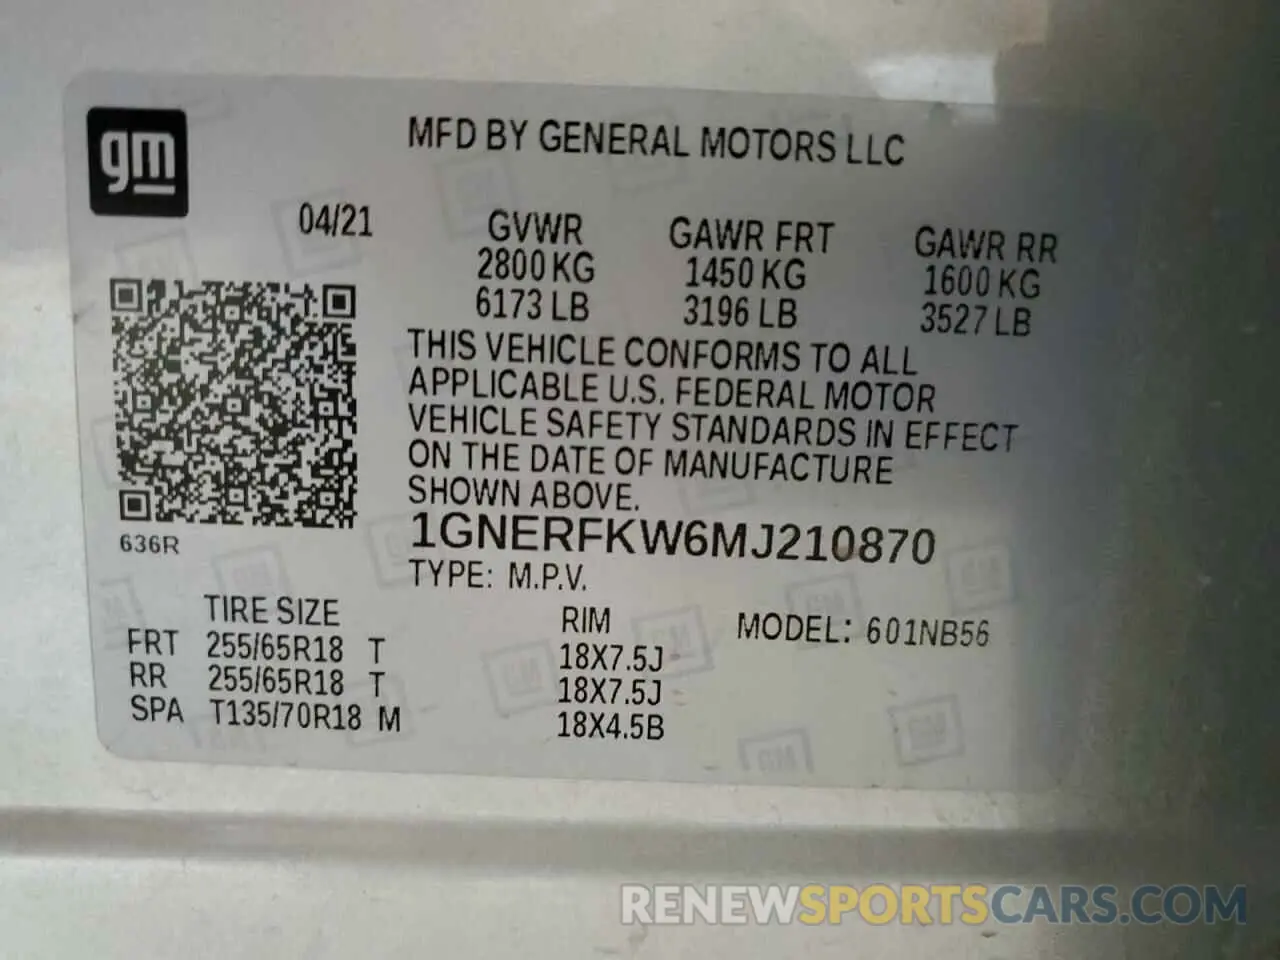 gm
MFD BY GENERAL MOTORS LLC
04/21 GVWR GAWR FRT GAWR RR
2800 KG 1450 KG 1600 KG
6173 LB 3196 LB 3527 LB
THIS VEHICLE CONFORMS TO ALL
APPLICABLE U.S. FEDERAL MOTOR
VEHICLE SAFETY STANDARDS IN EFFECT
ON THE DATE OF MANUFACTURE
SHOWN ABOVE.
636R
1GNERFKW6MJ210870
TYPE: M.P.V.
TIRE SIZE RIM MODEL: 601NB56
FRT 255/65R18 T 18X7.5J
RR 255/65R18 T 18X7.5J
SPA T135/70R18 M 18X4.5B
RENEWSPORTSCARS.COM